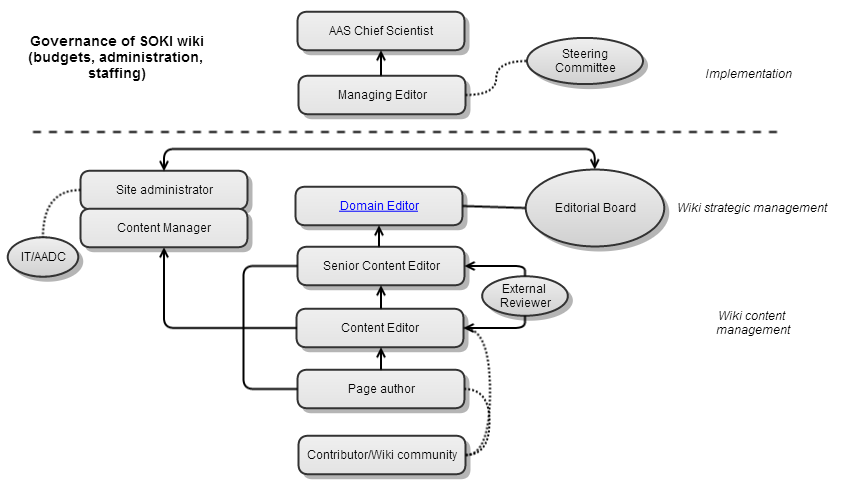 Governance of SOKI wiki
(budgets, administration,
staffing)
AAS Chief Scientist
Steering
Committee
Implementation
Managing Editor
Site administrator
Domain Editor
Editorial Board
Wiki strategic management
Content Manager
IT/AADC
Senior Content Editor
External
Reviewer
Content Editor
Wiki content
management
Page author
Contributor/Wiki community